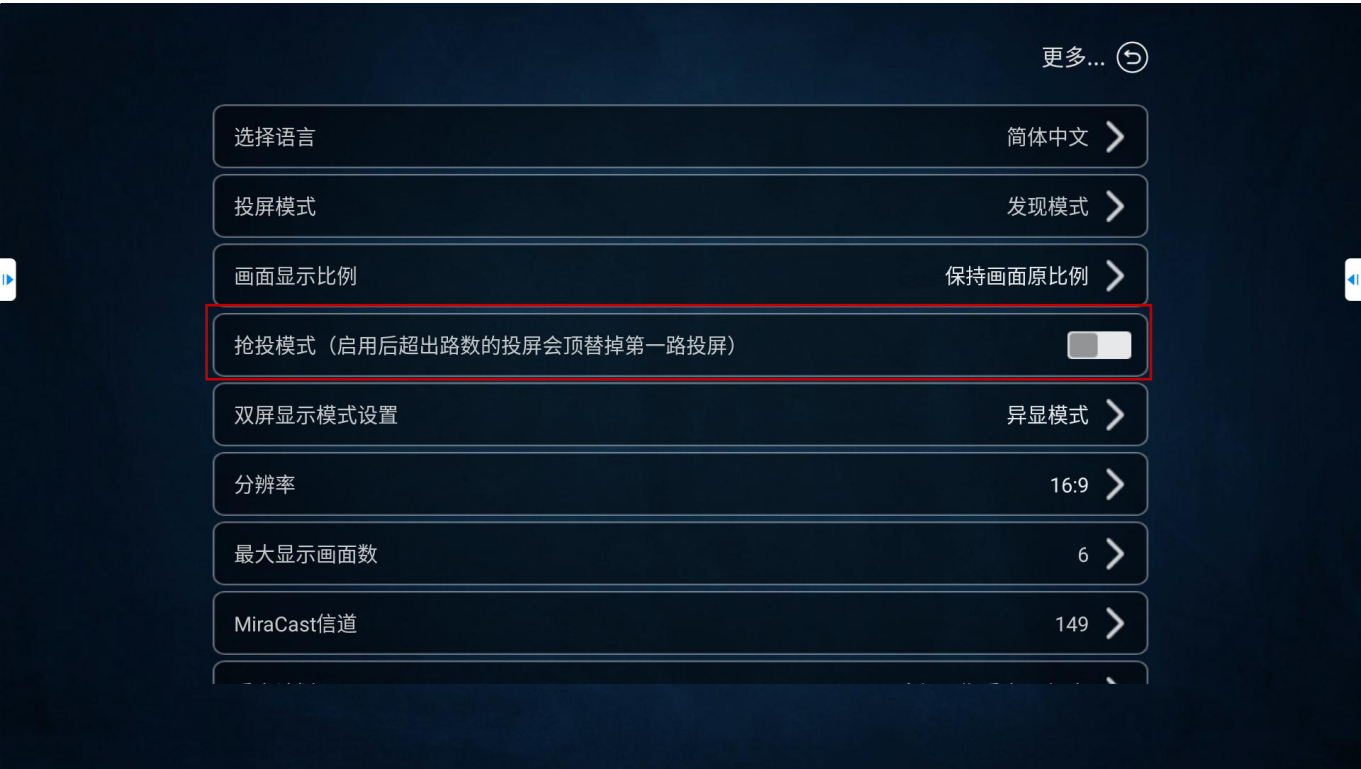 更多...
选择语言 简体中文
投屏模式 发现模式
画面显示比例 保持画面原比例
抢投模式（启用后超出路数的投屏会顶替掉第一路投屏）
双屏显示模式设置 异显模式
分辨率 16:9
最大显示画面数 6
MiraCast信道 149